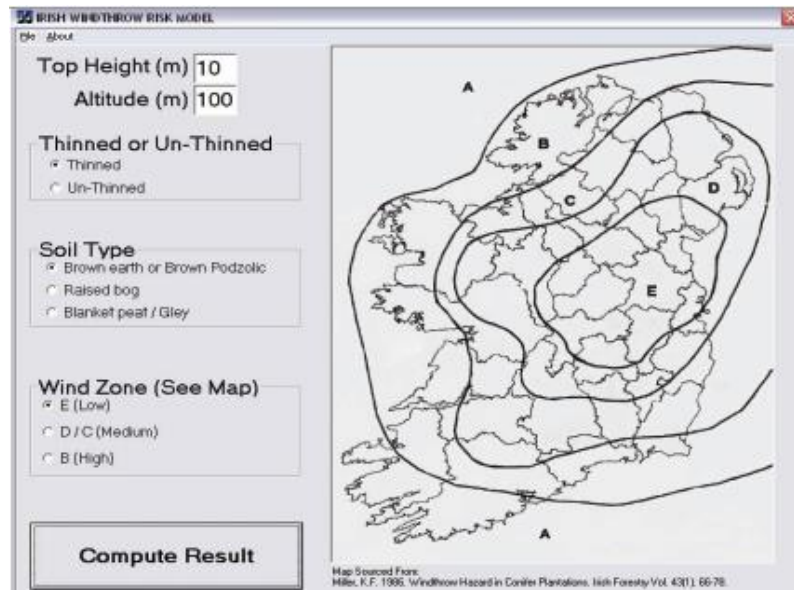 IRISH WINDTHROW RISK MODEL
File About
Top Height (m) 10
Altitude (m) 100
Thinned or Un-Thinned
Thinned
Un-Thinned
Soil Type
Brown earth or Brown Podzolic
Raised bog
Blanket peat / Gley
Wind Zone (See Map)
E (Low)
D / C (Medium)
B (High)
Compute Result
A
B
C
D
E
A
Map Sourced From:
Miller, K.F. 1986. Windthrow Hazard in Conifer Plantations. Irish Forestry Vol. 43(1): 66-78.